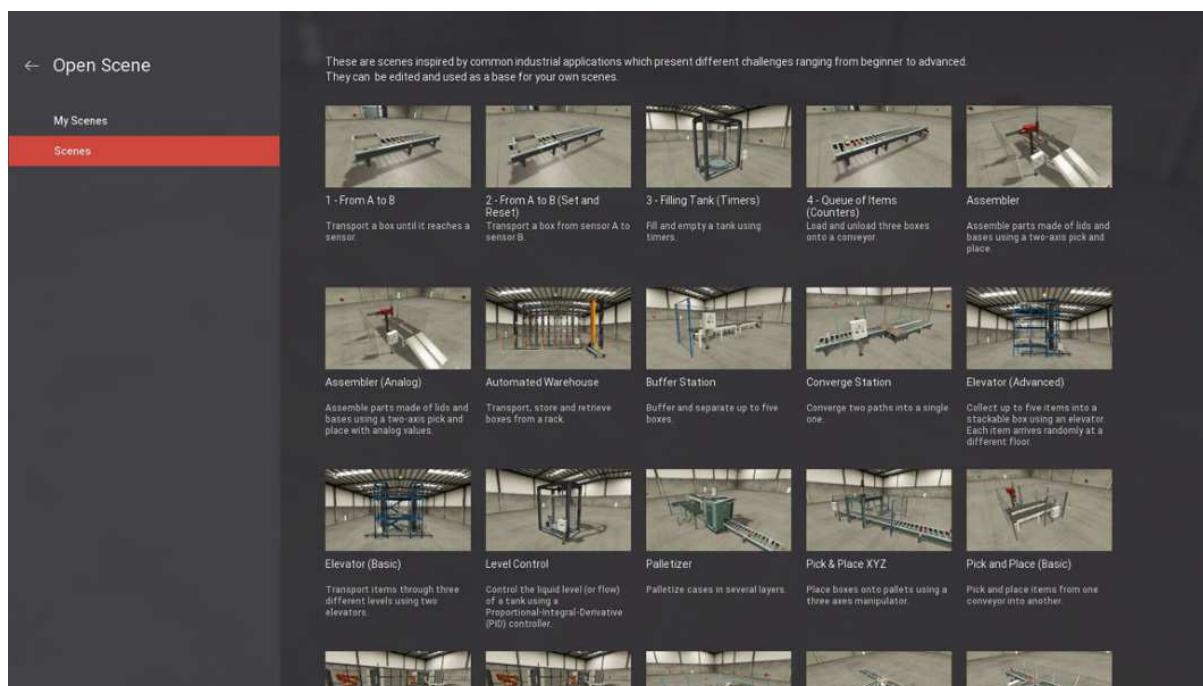 ← Open Scene
My Scenes
Scenes
These are scenes inspired by common industrial applications which present different challenges ranging from beginner to advanced.
They can be edited and used as a base for your own scenes.
1 - From A to B
Transport a box until it reaches a
sensor.
2 - From A to B (Set and
Reset)
Transport a box from sensor A to
sensor B.
3 - Filling Tank (Timers)
Fill and empty a tank using
timers.
4 - Queue of Items
(Counters)
Load and unload three boxes
onto a conveyor.
Assembler
Assemble parts made of lids and
bases using a two-axis pick and
place.
Assembler (Analog)
Assemble parts made of lids and
bases using a two-axis pick and
place with analog values.
Automated Warehouse
Transport, store and retrieve
boxes from a rack.
Buffer Station
Buffer and separate up to five
boxes.
Converge Station
Converge two paths into a single
one.
Elevator (Advanced)
Collect up to five items into a
stackable box using an elevator.
Each item arrives randomly at a
different floor.
Elevator (Basic)
Transport items through three
different levels using two
elevators.
Level Control
Control the liquid level (or flow)
of a tank using a
Proportional-Integral-Derivative
(PID) controller.
Palletizer
Palletize cases in several layers.
Pick & Place XYZ
Place boxes onto pallets using a
three axes manipulator.
Pick and Place (Basic)
Pick and place items from one
conveyor into another.